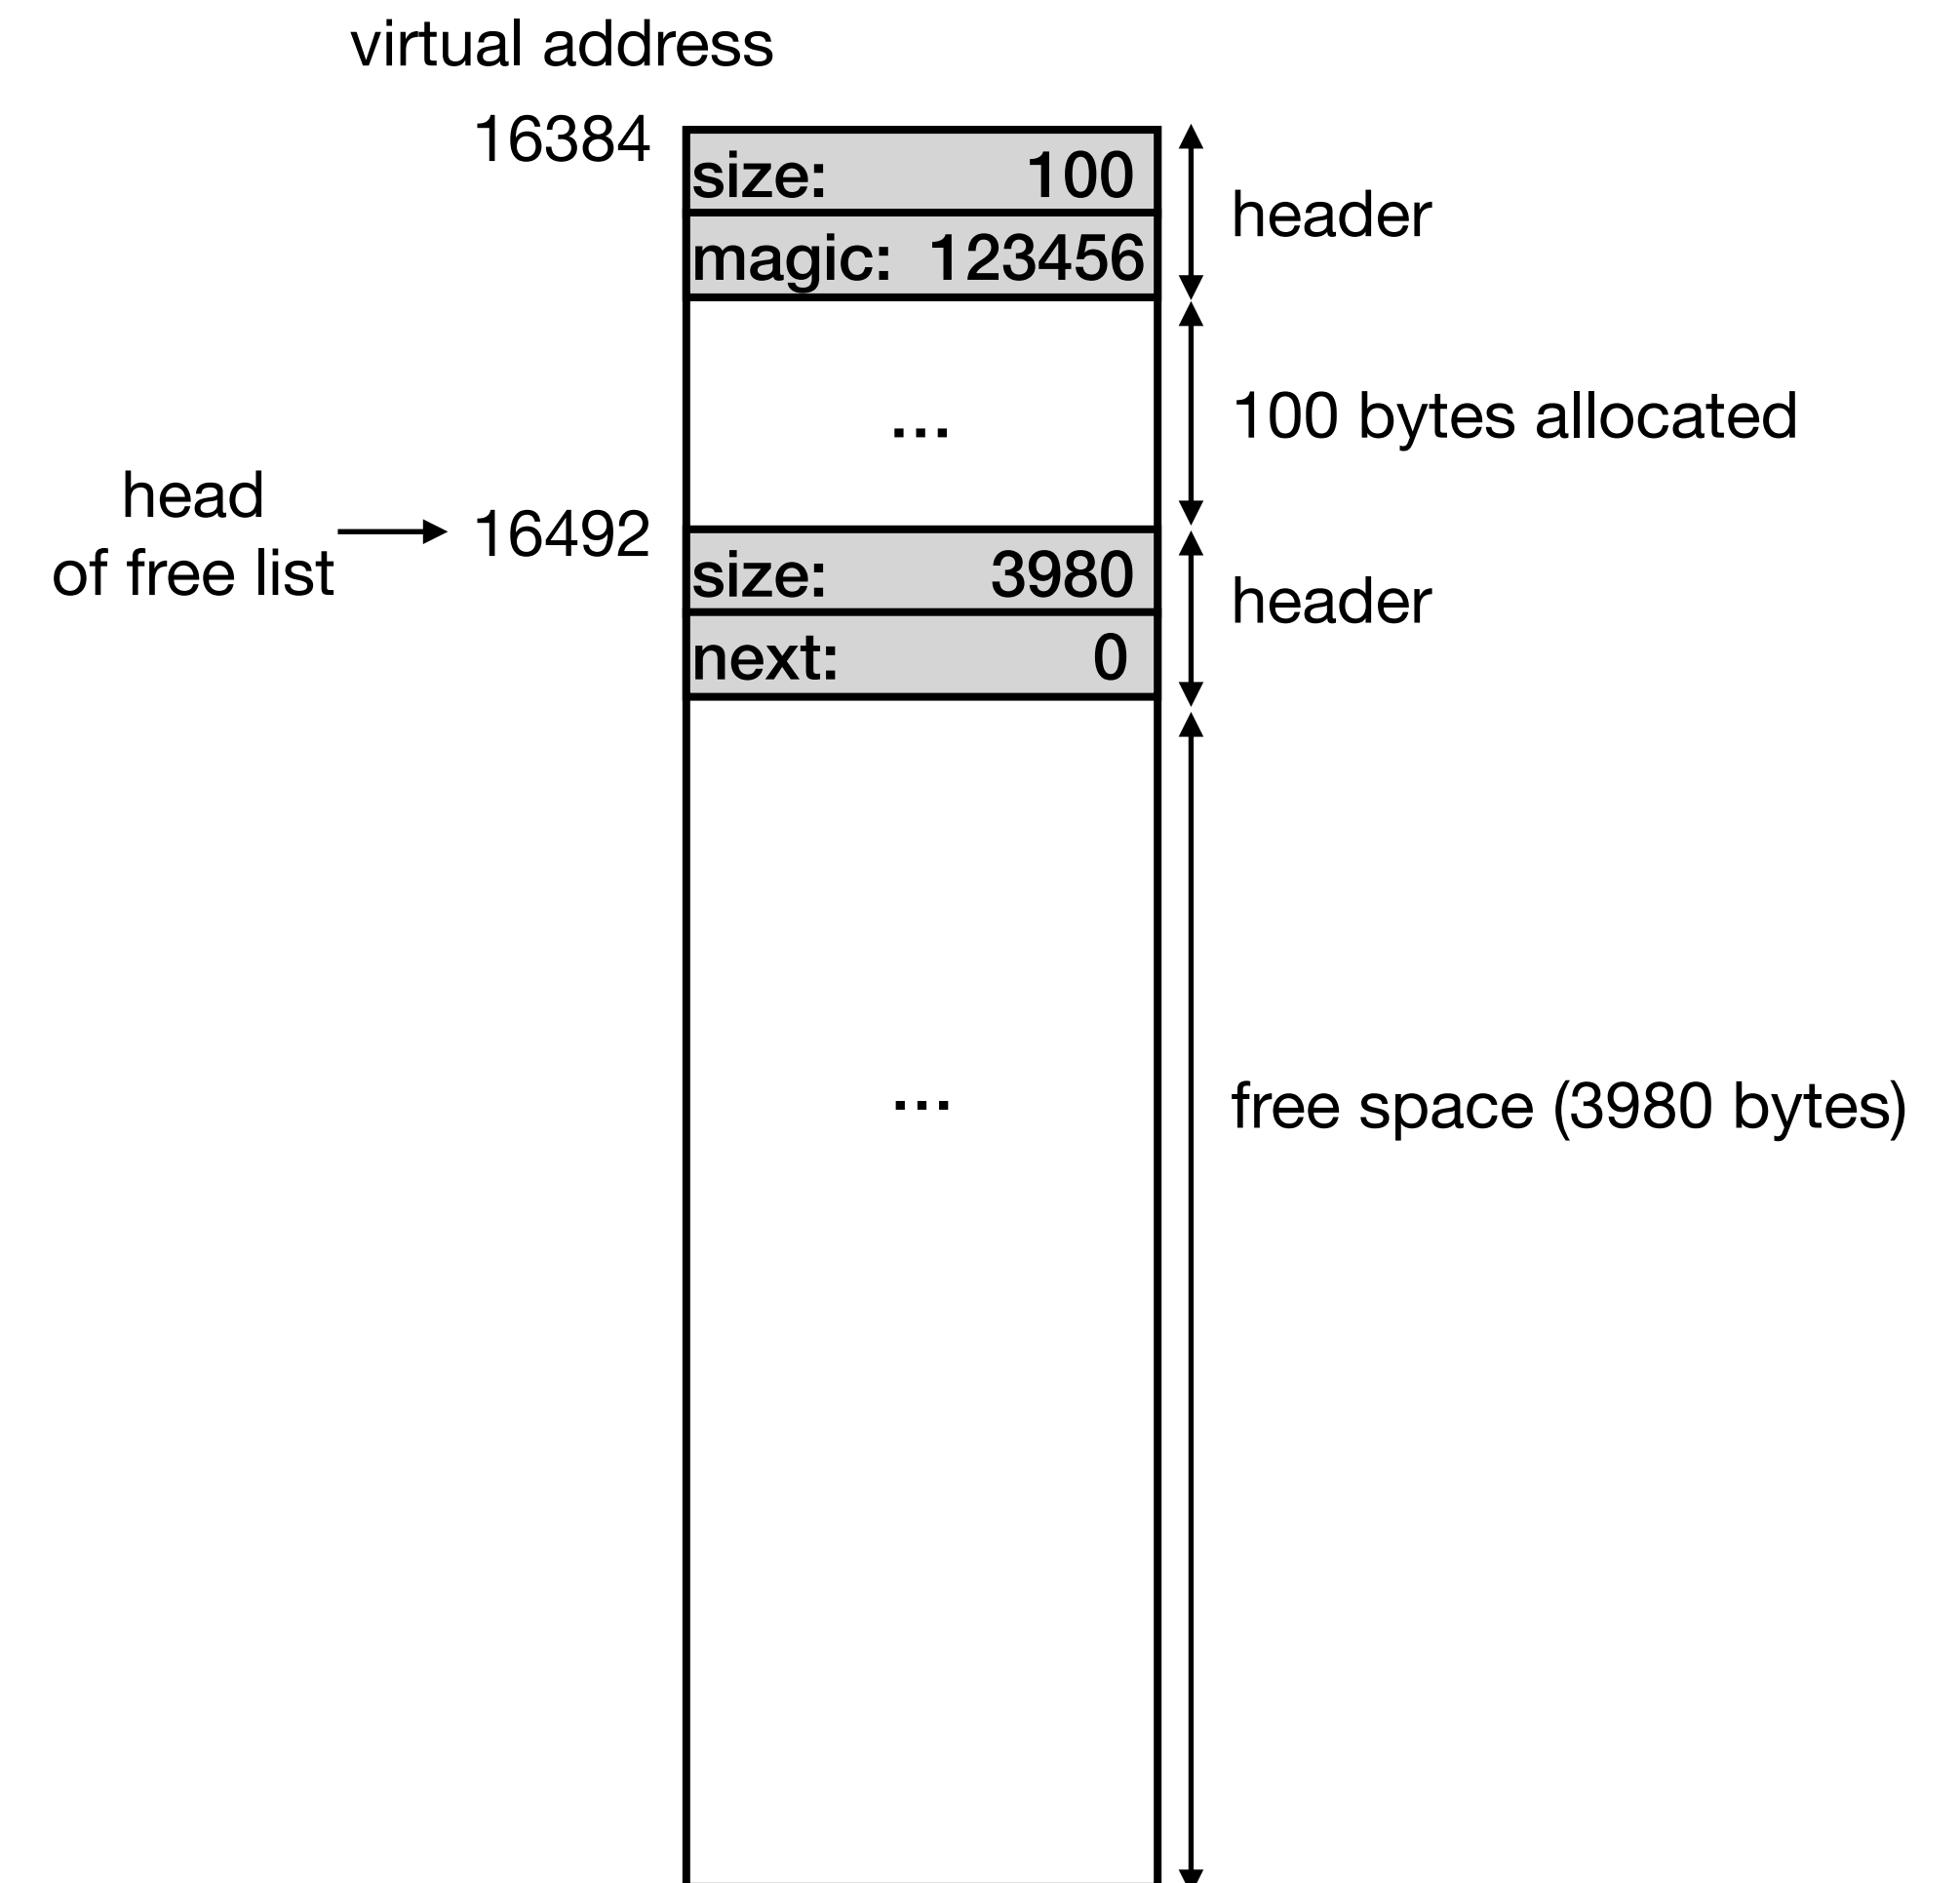 virtual address
16384
size: 100
header
magic: 123456
...
100 bytes allocated
head
of free list
16492
size: 3980
header
next: 0
...
free space (3980 bytes)